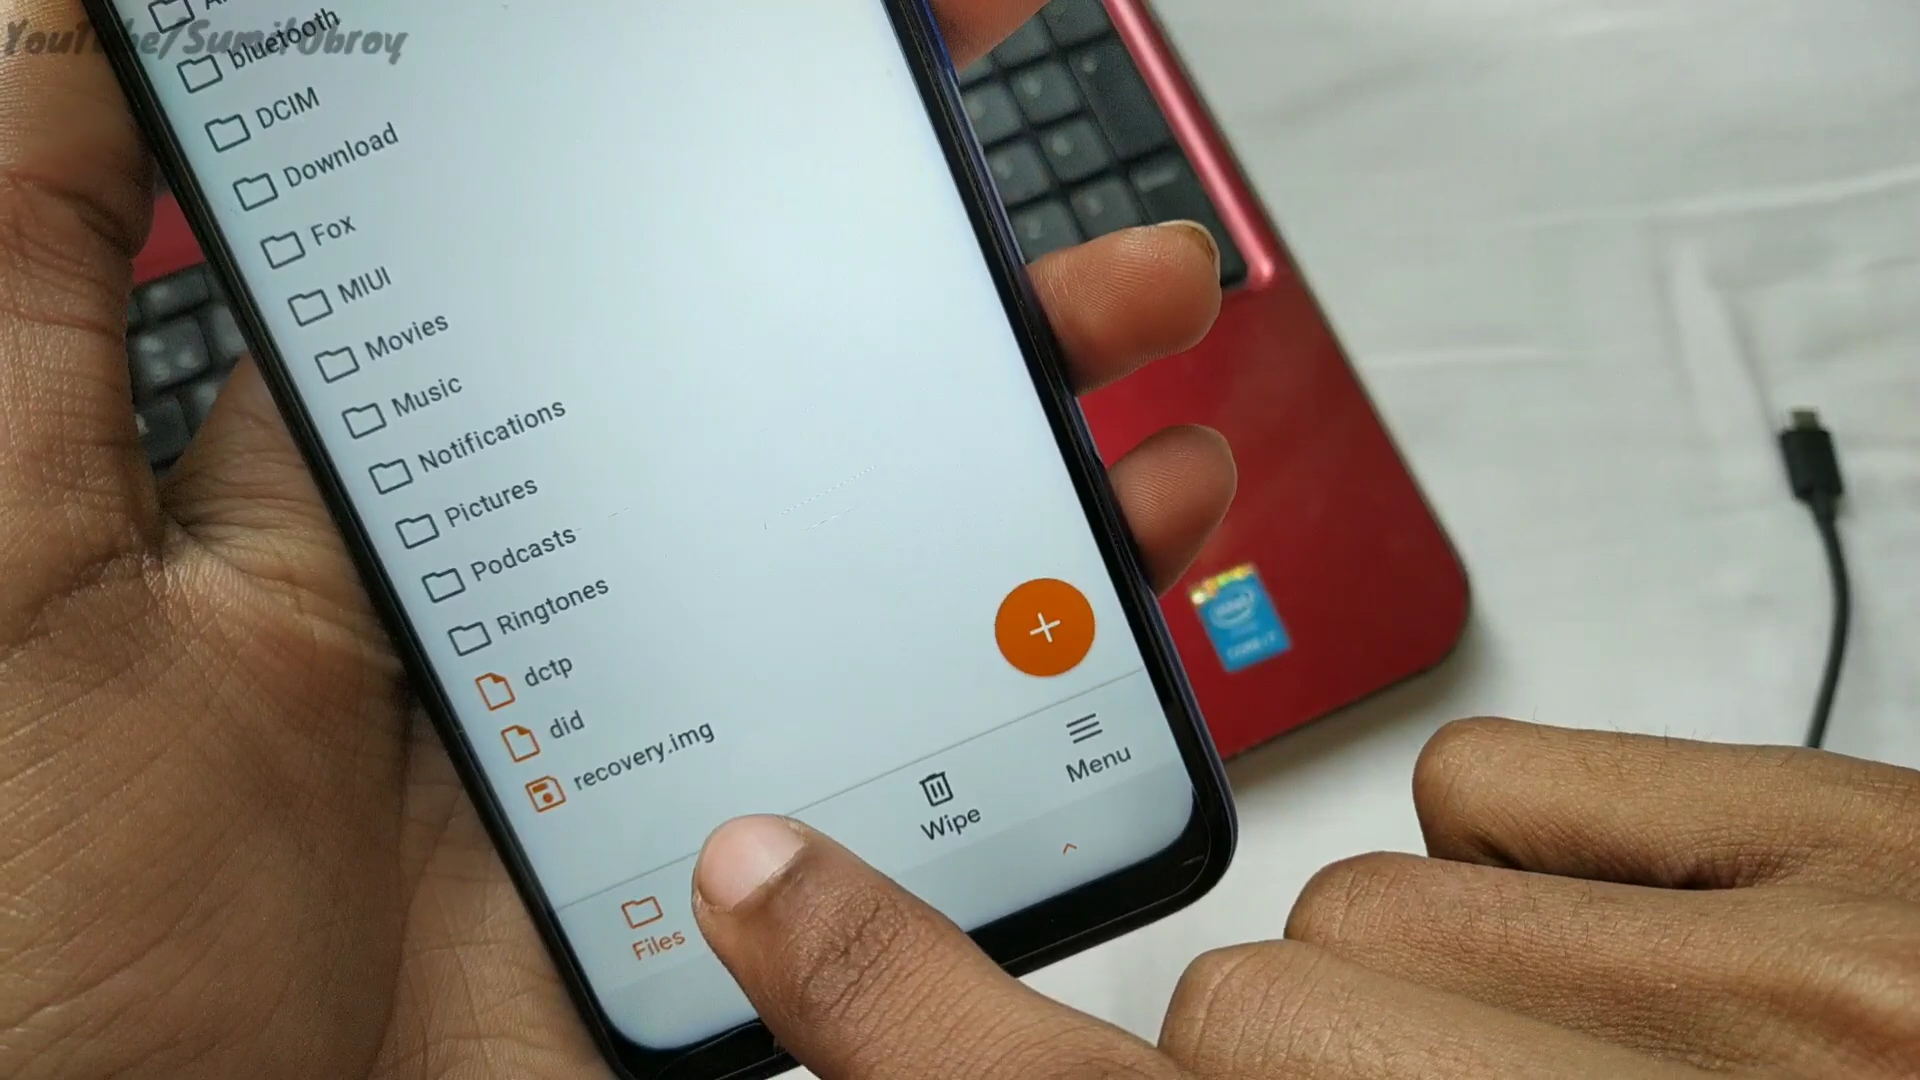 YouTube/Sumit Obroy
bluetooth
DCIM
Download
Fox
MIUI
Movies
Music
Notifications
Pictures
Podcasts
Ringtones
dctp
did
recovery.img
Files
Wipe
Menu